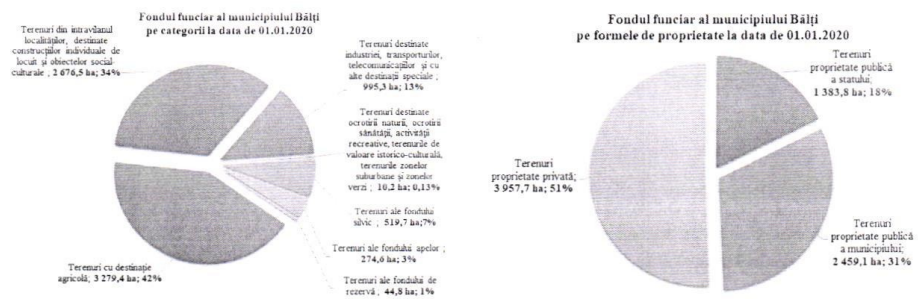 Fondul funciar al municipiului Bălți
pe categorii la data de 01.01.2020
Terenuri din intravilanul
localităților, destinate
construcțiilor individuale de
locuit și obiectelor social-
culturale ; 2 676,5 ha; 34%
Terenuri destinate
industriei, transporturilor,
telecomunicațiilor și cu
alte destinații speciale ;
995,3 ha; 13%
Terenuri destinate
ocrotirii naturii, ocrotirii
sănătății, activității
recreative, terenurile de
valoare istorico-culturală,
terenurile zonelor
suburbane și zonelor
verzi ; 10,2 ha; 0,13%
Terenuri ale fondului
silvic ; 519,7 ha;7%
Terenuri ale fondului apelor ;
274,6 ha; 3%
Terenuri ale fondului de
rezervă ; 44,8 ha; 1%
Terenuri cu destinație
agricolă; 3 279,4 ha; 42%
Fondul funciar al municipiului Bălți
pe formele de proprietate la data de 01.01.2020
Terenuri
proprietate publică
a statului;
1 383,8 ha; 18%
Terenuri
proprietate privată;
3 957,7 ha; 51%
Terenuri
proprietate publică
a municipiului;
2 459,1 ha; 31%